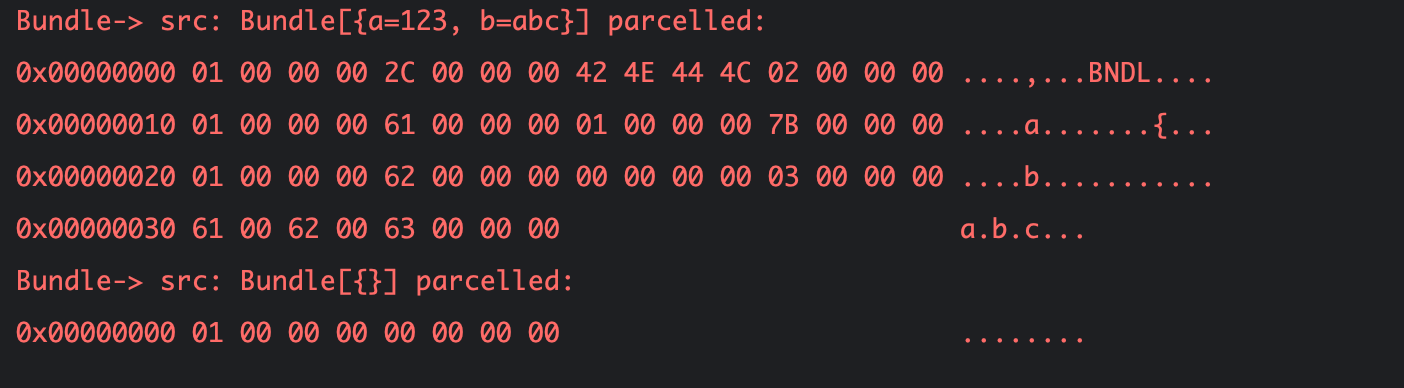 Bundle-> src: Bundle[{a=123, b=abc}] parcelled:
0x00000000 01 00 00 00 2C 00 00 00 42 4E 44 4C 02 00 00 00 ....,...BNDL....
0x00000010 01 00 00 00 61 00 00 00 01 00 00 00 7B 00 00 00 ....a.......{...
0x00000020 01 00 00 00 62 00 00 00 00 00 00 00 03 00 00 00 ....b...........
0x00000030 61 00 62 00 63 00 00 00 a.b.c...
Bundle-> src: Bundle[{}] parcelled:
0x00000000 01 00 00 00 00 00 00 00 ........